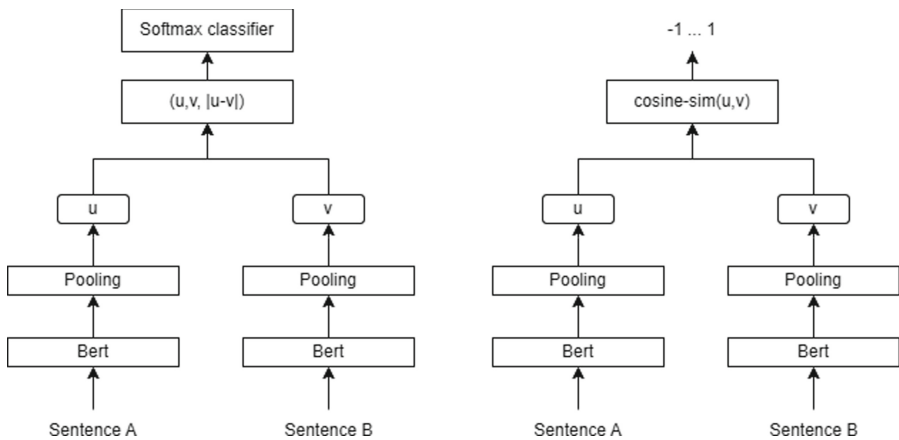 Softmax classifier
(u,v, |u-v|)
u
v
Pooling
Pooling
Bert
Bert
Sentence A
Sentence B
-1 ... 1
cosine-sim(u,v)
u
v
Pooling
Pooling
Bert
Bert
Sentence A
Sentence B